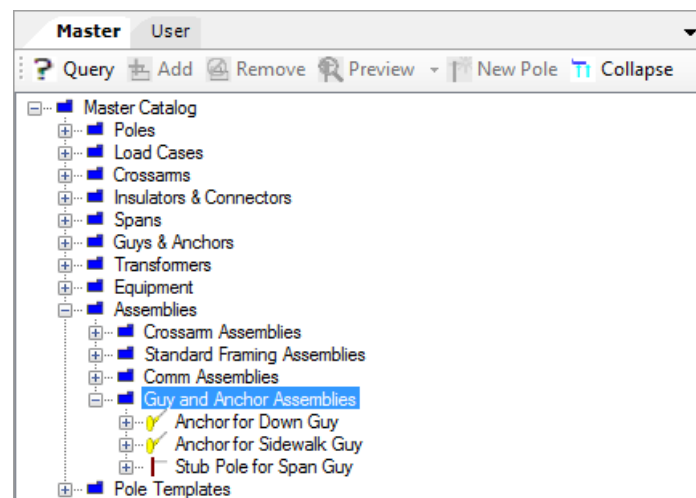 Master User
? Query Add Remove Preview New Pole Collapse
Master Catalog
Poles
Load Cases
Crossarms
Insulators & Connectors
Spans
Guys & Anchors
Transformers
Equipment
Assemblies
Crossarm Assemblies
Standard Framing Assemblies
Comm Assemblies
Guy and Anchor Assemblies
Anchor for Down Guy
Anchor for Sidewalk Guy
Stub Pole for Span Guy
Pole Templates